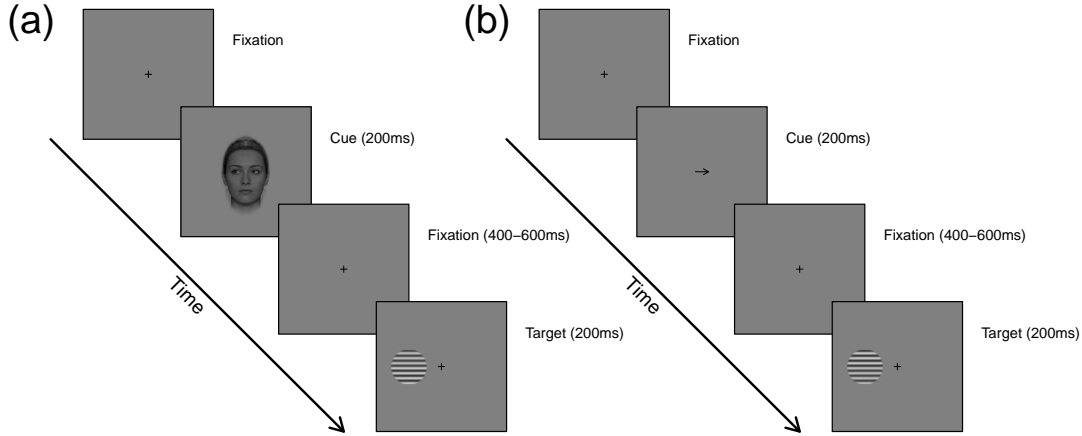 (a)
Fixation
Cue (200ms)
Fixation (400–600ms)
Target (200ms)
Time
(b)
Fixation
Cue (200ms)
Fixation (400–600ms)
Target (200ms)
Time